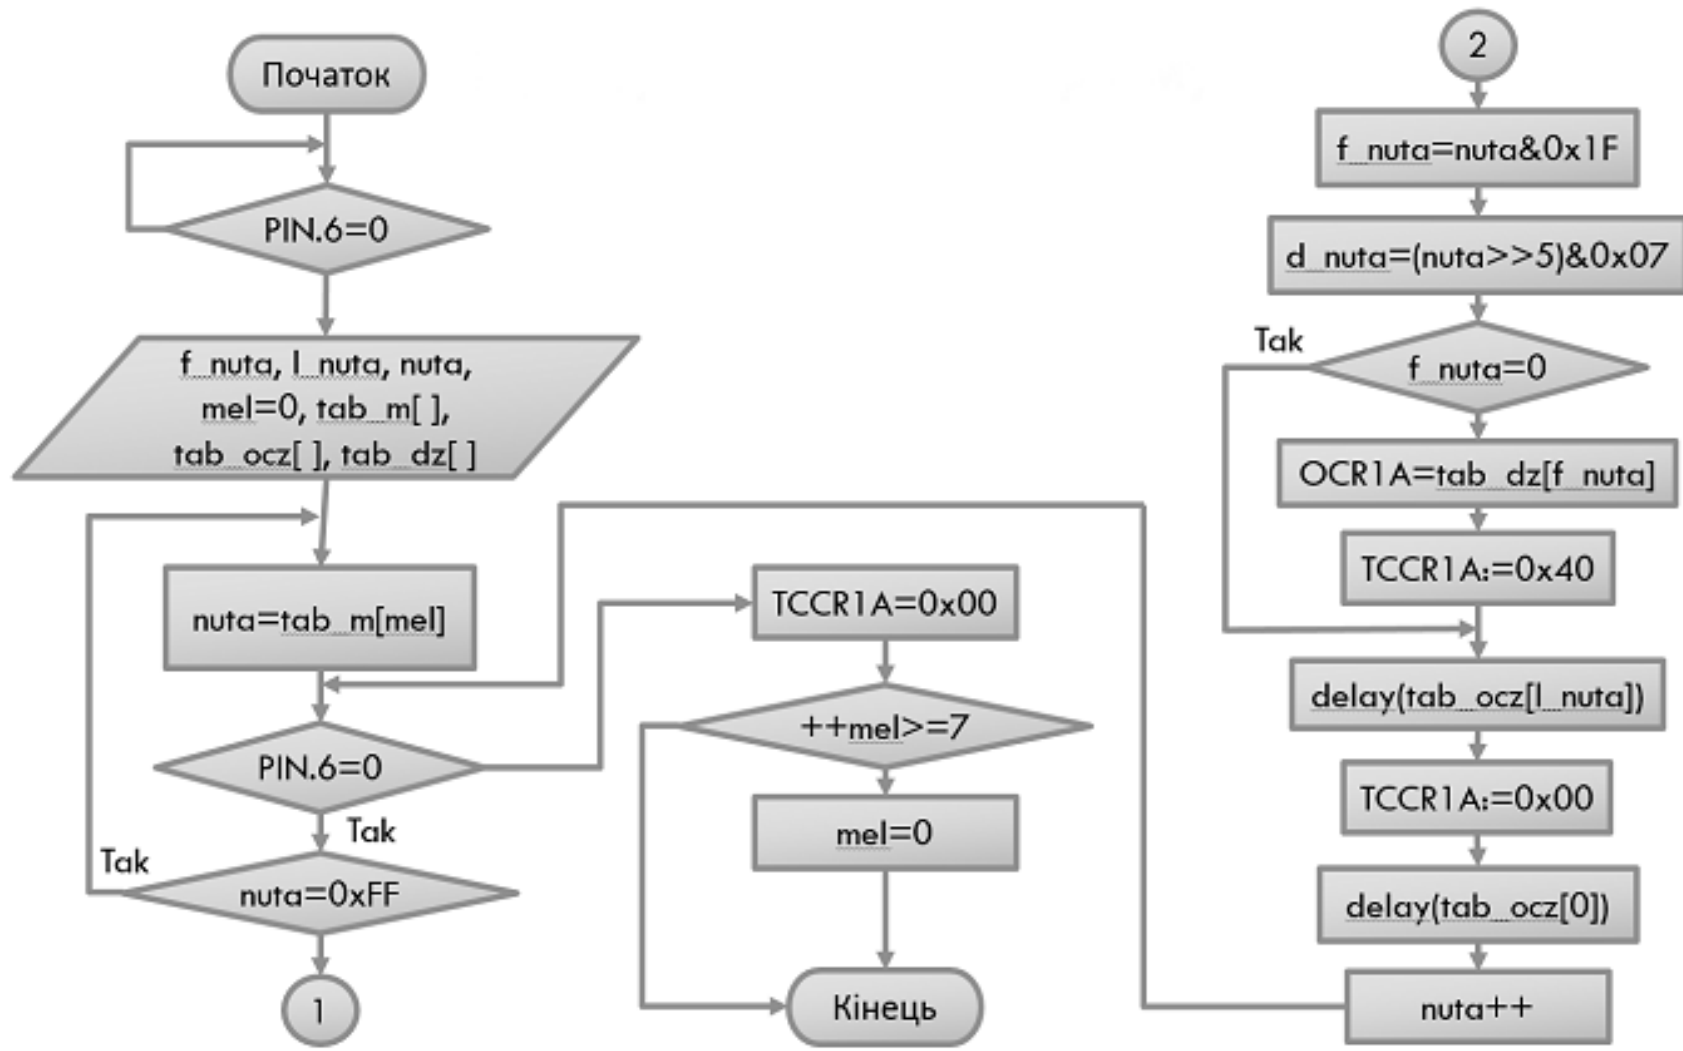 Початок
PIN.6=0
f_nuta, l_nuta, nuta,
mel=0, tab_m[ ],
tab_ocz[ ], tab_dz[ ]
nuta=tab_m[mel]
PIN.6=0
Tak
Tak
nuta=0xFF
1
TCCR1A=0x00
++mel>=7
mel=0
Кінець
2
f_nuta=nuta&0x1F
d_nuta=(nuta>>5)&0x07
Tak
f_nuta=0
OCR1A=tab_dz[f_nuta]
TCCR1A:=0x40
delay(tab_ocz[l_nuta])
TCCR1A:=0x00
delay(tab_ocz[0])
nuta++